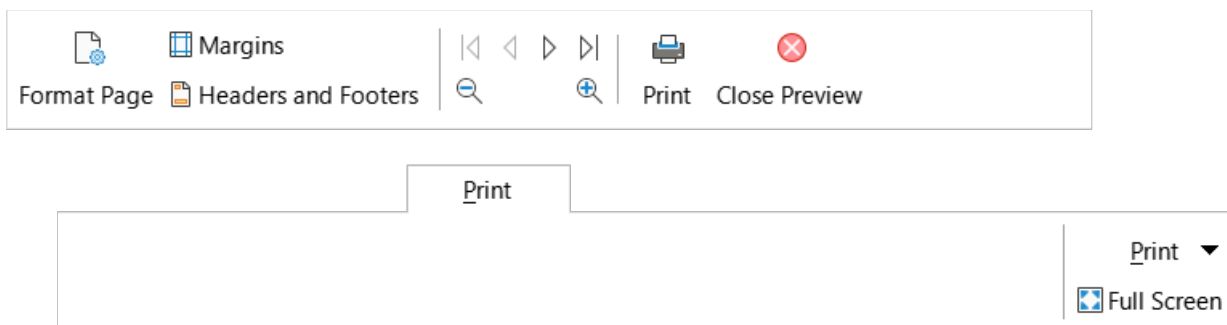 Margins
Format Page Headers and Footers Print Close Preview
Print
Print
Full Screen